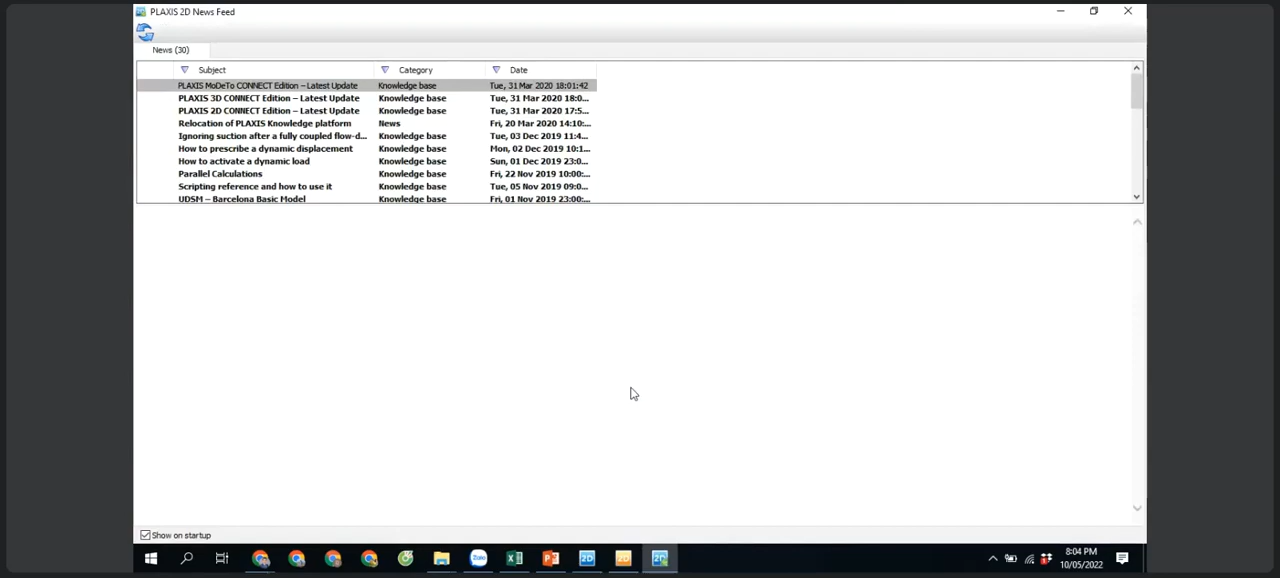 PLAXIS 2D News Feed
News (30)
Subject Category Date
PLAXIS MoDeTo CONNECT Edition – Latest Update Knowledge base Tue, 31 Mar 2020 18:01:42
PLAXIS 3D CONNECT Edition – Latest Update Knowledge base Tue, 31 Mar 2020 18:0...
PLAXIS 2D CONNECT Edition – Latest Update Knowledge base Tue, 31 Mar 2020 17:5...
Relocation of PLAXIS Knowledge platform News Fri, 20 Mar 2020 14:10:...
Ignoring suction after a fully coupled flow-d... Knowledge base Tue, 03 Dec 2019 11:4...
How to prescribe a dynamic displacement Knowledge base Mon, 02 Dec 2019 10:1...
How to activate a dynamic load Knowledge base Sun, 01 Dec 2019 23:0...
Parallel Calculations Knowledge base Fri, 22 Nov 2019 10:00:...
Scripting reference and how to use it Knowledge base Tue, 05 Nov 2019 09:0...
UDSM – Barcelona Basic Model Knowledge base Fri, 01 Nov 2019 23:00:...
Show on startup
Zalo 2D 2D 2D
8:04 PM
10/05/2022